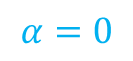 α = 0